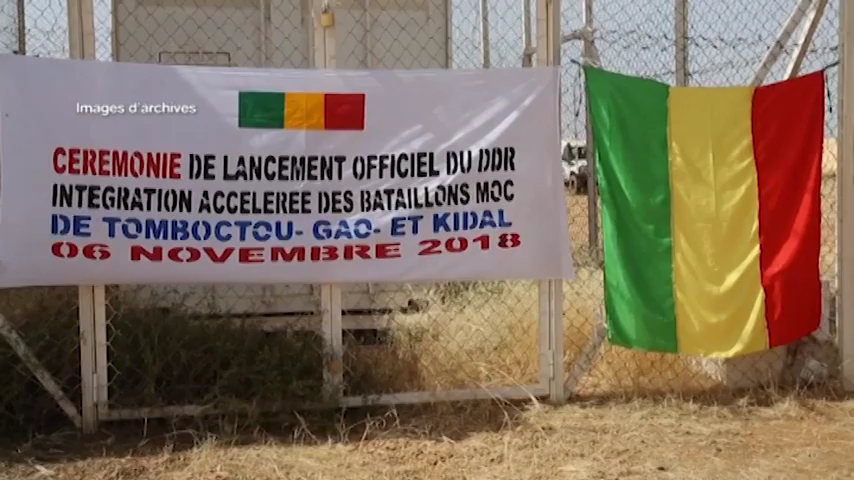 Images d'archives
CEREMONIE DE LANCEMENT OFFICIEL DU DDR
INTEGRATION ACCELEREE DES BATAILLONS MOC
DE TOMBOCTOU- GAO- ET KIDAL
06 NOVEMBRE 2018